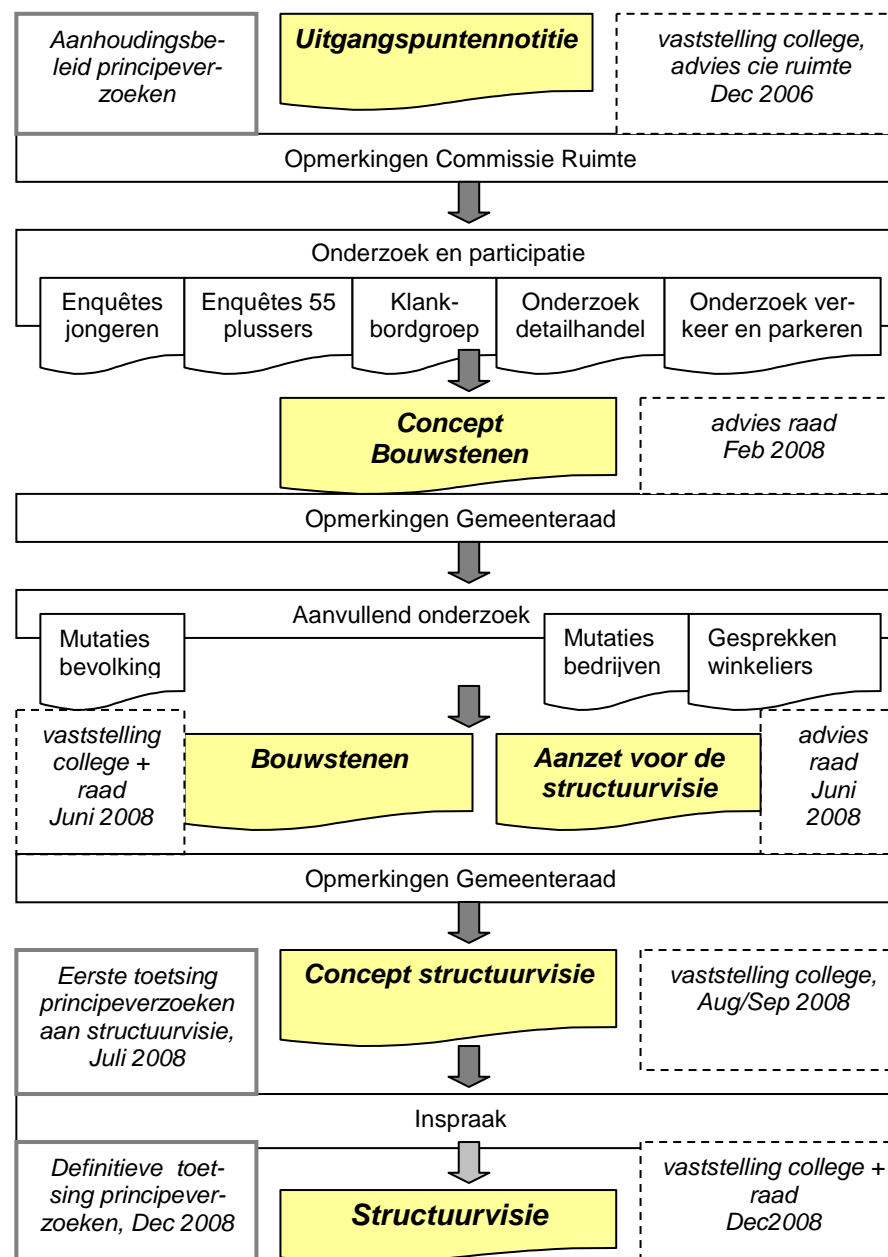 Aanhoudingsbe-
leid principever-
zoeken
Uitgangspuntennotitie
vaststelling college,
advies cie ruimte
Dec 2006
Opmerkingen Commissie Ruimte
Onderzoek en participatie
Enquêtes
jongeren
Enquêtes 55
plussers
Klank-
bordgroep
Onderzoek
detailhandel
Onderzoek ver-
keer en parkeren
Concept
Bouwstenen
advies raad
Feb 2008
Opmerkingen Gemeenteraad
Aanvullend onderzoek
Mutaties
bevolking
Mutaties
bedrijven
Gesprekken
winkeliers
vaststelling
college +
raad
Juni 2008
Bouwstenen
Aanzet voor de
structuurvisie
advies
raad
Juni
2008
Opmerkingen Gemeenteraad
Eerste toetsing
principeverzoeken
aan structuurvisie,
Juli 2008
Concept structuurvisie
vaststelling college,
Aug/Sep 2008
Inspraak
Definitieve toet-
sing principever-
zoeken, Dec 2008
Structuurvisie
vaststelling college +
raad
Dec2008